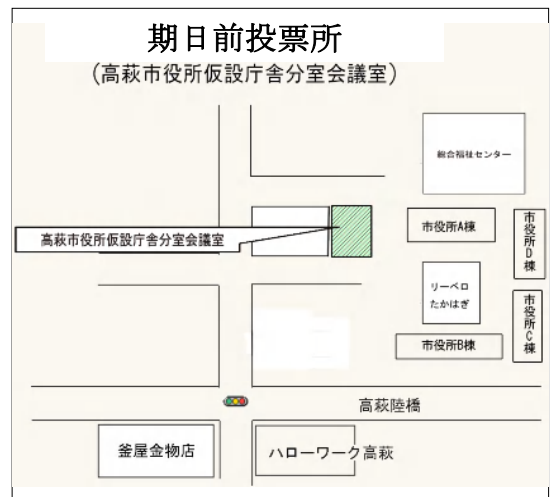 期日前投票所
(高萩市役所仮設庁舎分室会議室)
総合福祉センター
市役所A棟
市役所D棟
高萩市役所仮設庁舎分室会議室
リーベロ
たかはぎ
市役所C棟
市役所B棟
高萩陸橋
釜屋金物店
ハローワーク高萩